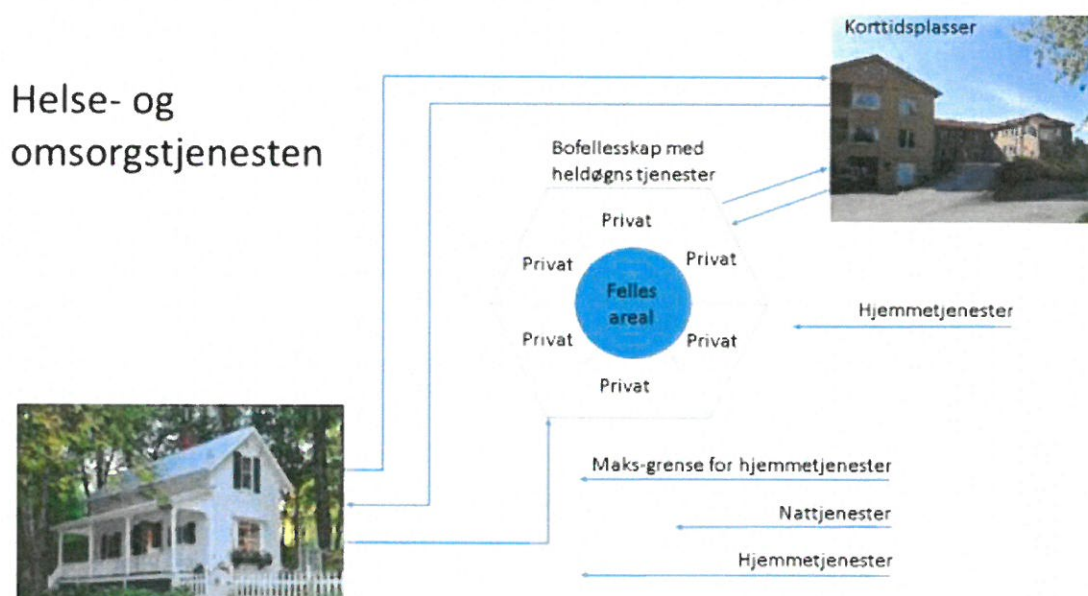 Korttidsplasser
Helse- og
omsorgstjenesten
Bofellesskap med
heldøgns tjenester
Privat
Privat
Privat
Felles
areal
Privat
Privat
Privat
Hjemmetjenester
Maks-grense for hjemmetjenester
Nattjenester
Hjemmetjenester